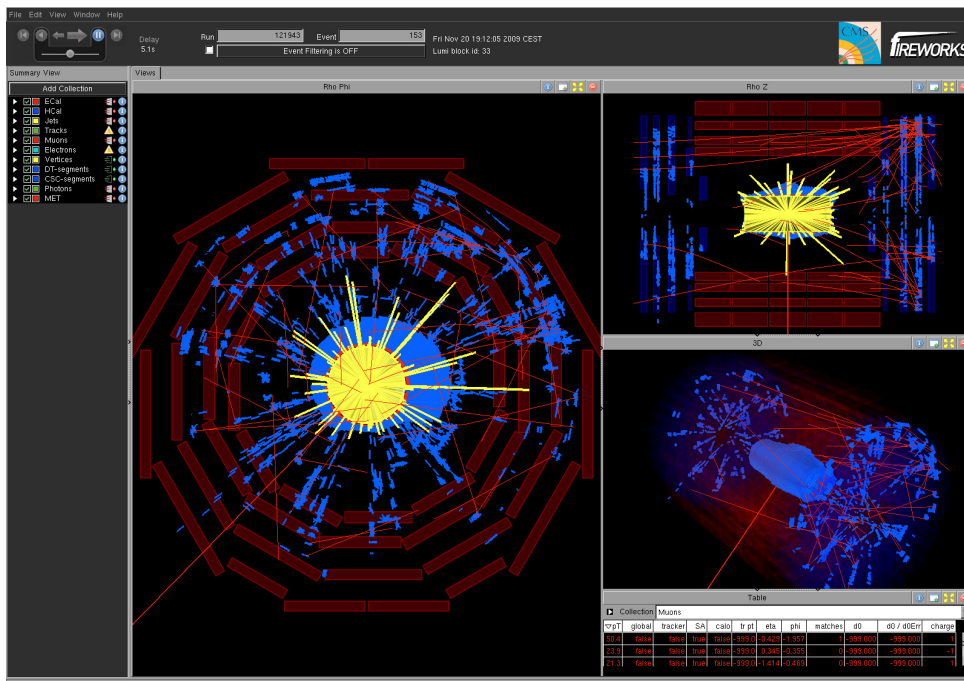 File Edit View Window Help
Delay
5.1s
Run 121943 Event 153
Event Filtering is OFF
Fri Nov 20 19:12:05 2009 CEST
Lumi block id: 33
CMS
FIREWORKS
Summary View
Views
Add Collection
ECal
HCal
Jets
Tracks
Muons
Electrons
Vertices
DT-segments
CSC-segments
Photons
MET
Rho Phi
Rho Z
3D
Table
Collection Muons
pT global tracker SA calo tr pt eta phi matches d0 d0 / d0Err charge
50.4 false false true false -999.0 -0.429 -1.957 1 -999.000 -999.000 1
23.9 false false true false -999.0 0.345 -0.355 0 -999.000 -999.000 -1
21.3 false false true false -999.0 -1.414 -0.469 0 -999.000 -999.000 1